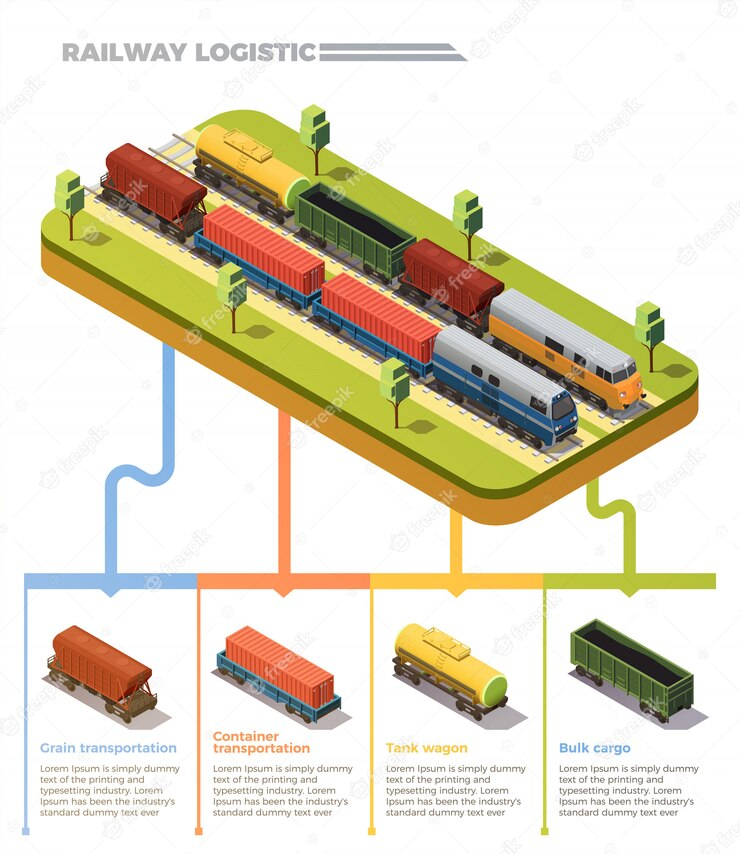 RAILWAY LOGISTIC
Grain transportation
Lorem Ipsum is simply dummy
text of the printing and
typesetting industry. Lorem
Ipsum has been the industry's
standard dummy text ever
Container
transportation
Lorem Ipsum is simply dummy
text of the printing and
typesetting industry. Lorem
Ipsum has been the industry's
standard dummy text ever
Tank wagon
Lorem Ipsum is simply dummy
text of the printing and
typesetting industry. Lorem
Ipsum has been the industry's
standard dummy text ever
Bulk cargo
Lorem Ipsum is simply dummy
text of the printing and
typesetting industry. Lorem
Ipsum has been the industry's
standard dummy text ever
freepik